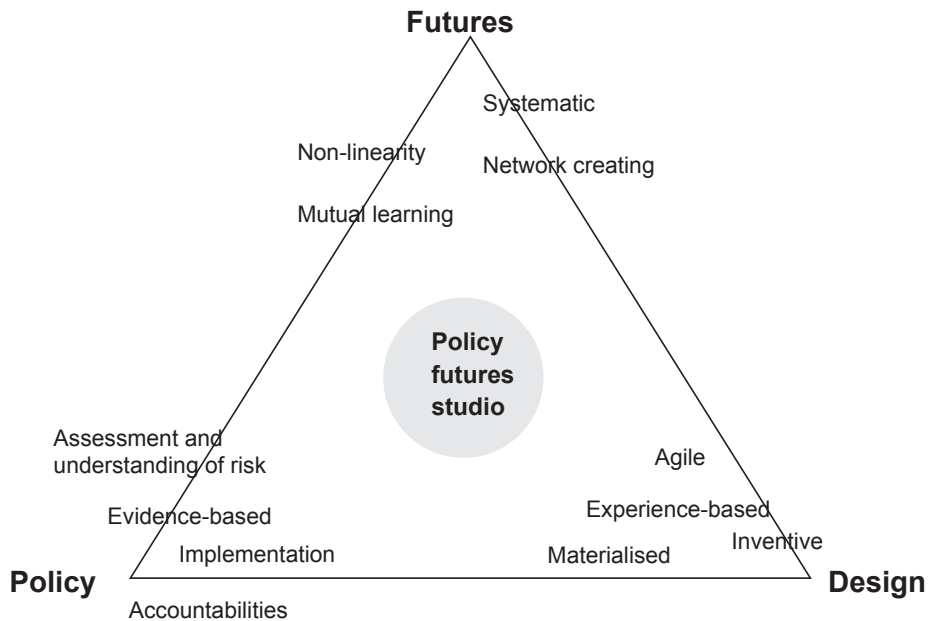 Futures
Systematic
Non-linearity
Network creating
Mutual learning
Policy
futures
studio
Assessment and
understanding of risk
Agile
Evidence-based
Experience-based
Inventive
Implementation
Materialised
Policy
Design
Accountabilities